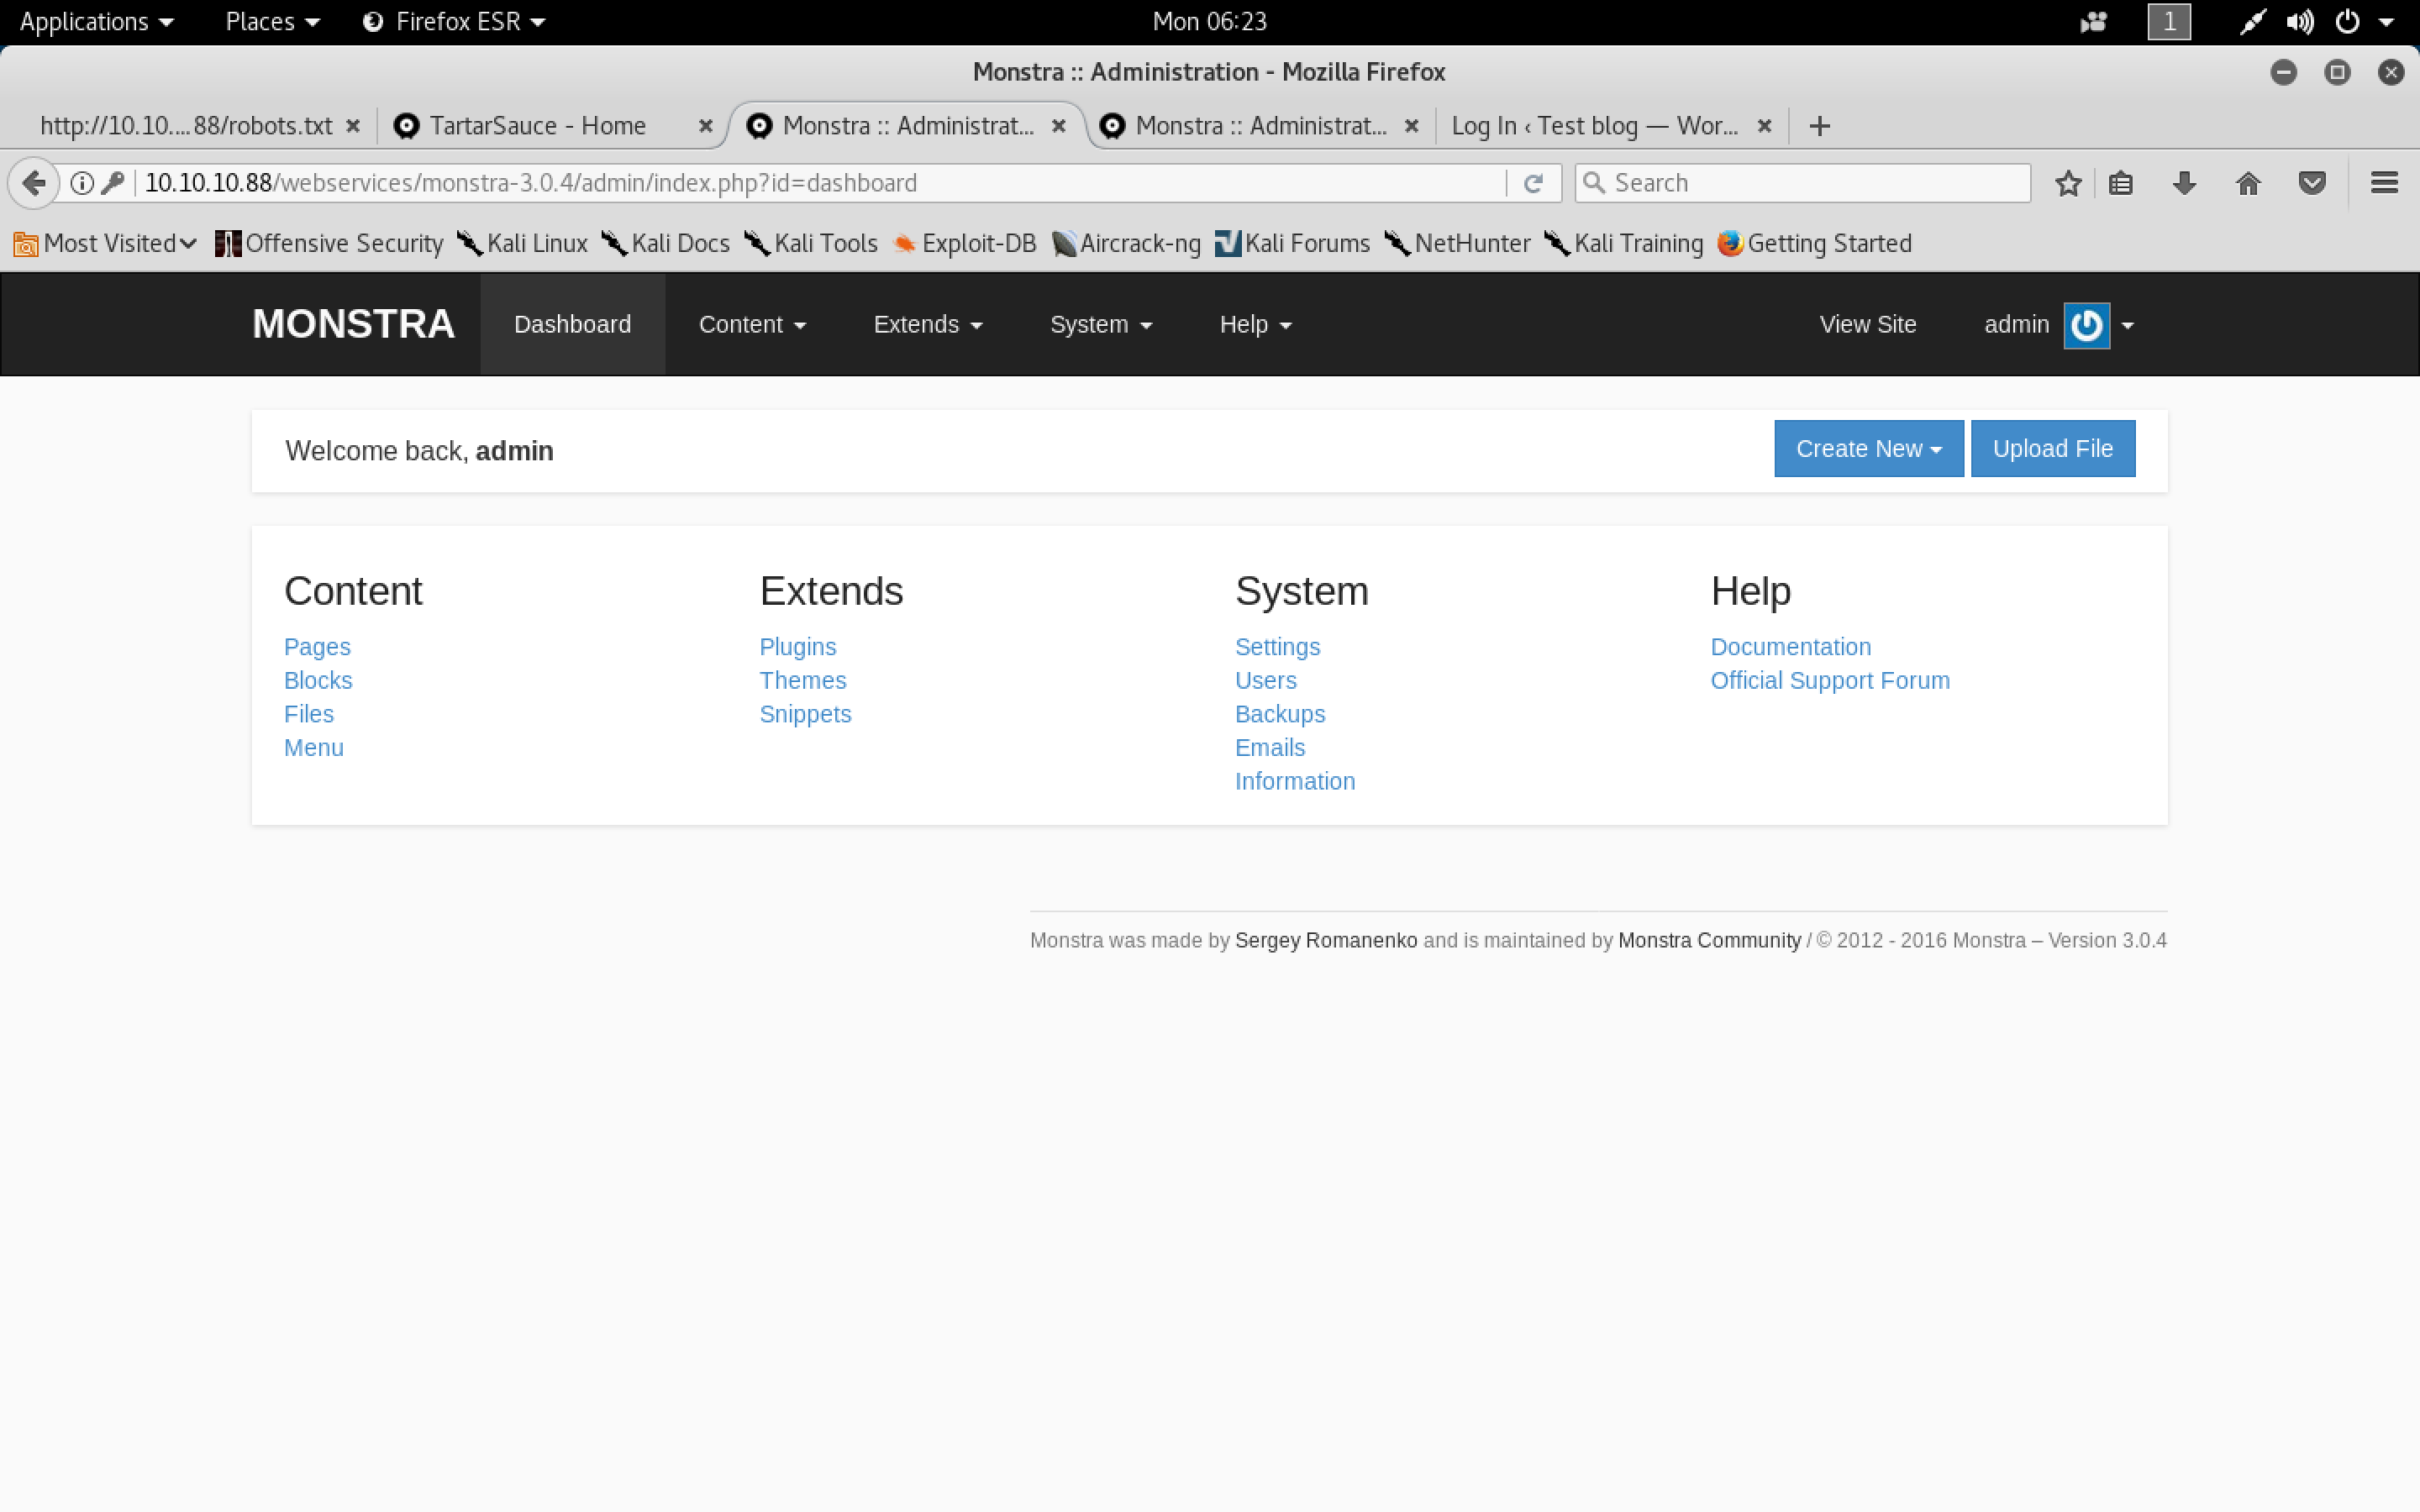 Applications Places Firefox ESR Mon 06:23 1
Monstra :: Administration - Mozilla Firefox
http://10.10....88/robots.txt TartarSauce - Home Monstra :: Administrat... Monstra :: Administrat... Log In ‹ Test blog — Wor...
10.10.10.88/webservices/monstra-3.0.4/admin/index.php?id=dashboard Search
Most Visited Offensive Security Kali Linux Kali Docs Kali Tools Exploit-DB Aircrack-ng Kali Forums NetHunter Kali Training Getting Started
MONSTRA Dashboard Content Extends System Help View Site admin
Welcome back, admin Create New Upload File
Content Extends System Help
Pages Plugins Settings Documentation
Blocks Themes Users Official Support Forum
Files Snippets Backups
Menu Emails
Information
Monstra was made by Sergey Romanenko and is maintained by Monstra Community / © 2012 - 2016 Monstra – Version 3.0.4